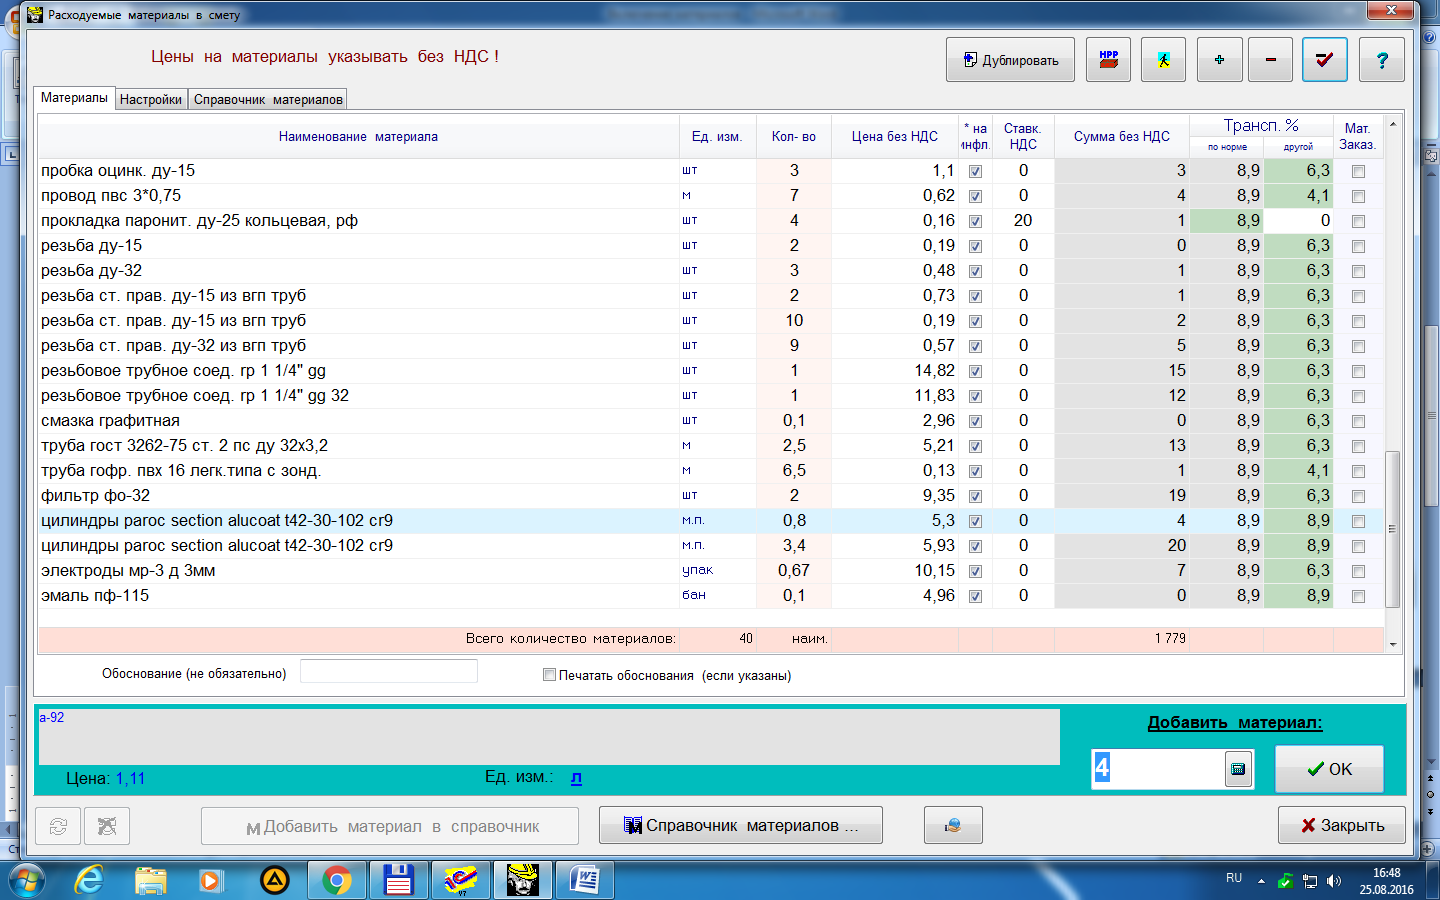 Расходуемые материалы в смету
Цены на материалы указывать без НДС !
Дублировать
НРР
+
−
?
Материалы
Настройки
Справочник материалов
Наименование материала Ед. изм. Кол- во Цена без НДС * на инфл. Ставк. НДС Сумма без НДС Трансп. % по норме другой Мат. Заказ.
пробка оцинк. ду-15 шт 3 1,1 0 3 8,9 6,3
провод пвс 3*0,75 м 7 0,62 0 4 8,9 4,1
прокладка паронит. ду-25 кольцевая, рф шт 4 0,16 20 1 8,9 0
резьба ду-15 шт 2 0,19 0 0 8,9 6,3
резьба ду-32 шт 3 0,48 0 1 8,9 6,3
резьба ст. прав. ду-15 из вгп труб шт 2 0,73 0 1 8,9 6,3
резьба ст. прав. ду-15 из вгп труб шт 10 0,19 0 2 8,9 6,3
резьба ст. прав. ду-32 из вгп труб шт 9 0,57 0 5 8,9 6,3
резьбовое трубное соед. rp 1 1/4" gg шт 1 14,82 0 15 8,9 6,3
резьбовое трубное соед. rp 1 1/4" gg 32 шт 1 11,83 0 12 8,9 6,3
смазка графитная шт 0,1 2,96 0 0 8,9 6,3
труба гост 3262-75 ст. 2 пс ду 32х3,2 м 2,5 5,21 0 13 8,9 6,3
труба гофр. пвх 16 легк.типа с зонд. м 6,5 0,13 0 1 8,9 4,1
фильтр фо-32 шт 2 9,35 0 19 8,9 6,3
цилиндры paroc section alucoat t42-30-102 cr9 м.п. 0,8 5,3 0 4 8,9 8,9
цилиндры paroc section alucoat t42-30-102 cr9 м.п. 3,4 5,93 0 20 8,9 8,9
электроды мр-3 д 3мм упак 0,67 10,15 0 7 8,9 6,3
эмаль пф-115 бан 0,1 4,96 0 0 8,9 8,9
Всего количество материалов: 40 наим. 1 779
Обоснование (не обязательно)
Печатать обоснования (если указаны)
а-92
Добавить материал:
Цена: 1,11
Ед. изм.: л
4
OK
Добавить материал в справочник
Справочник материалов ...
Закрыть
RU
16:48
25.08.2016